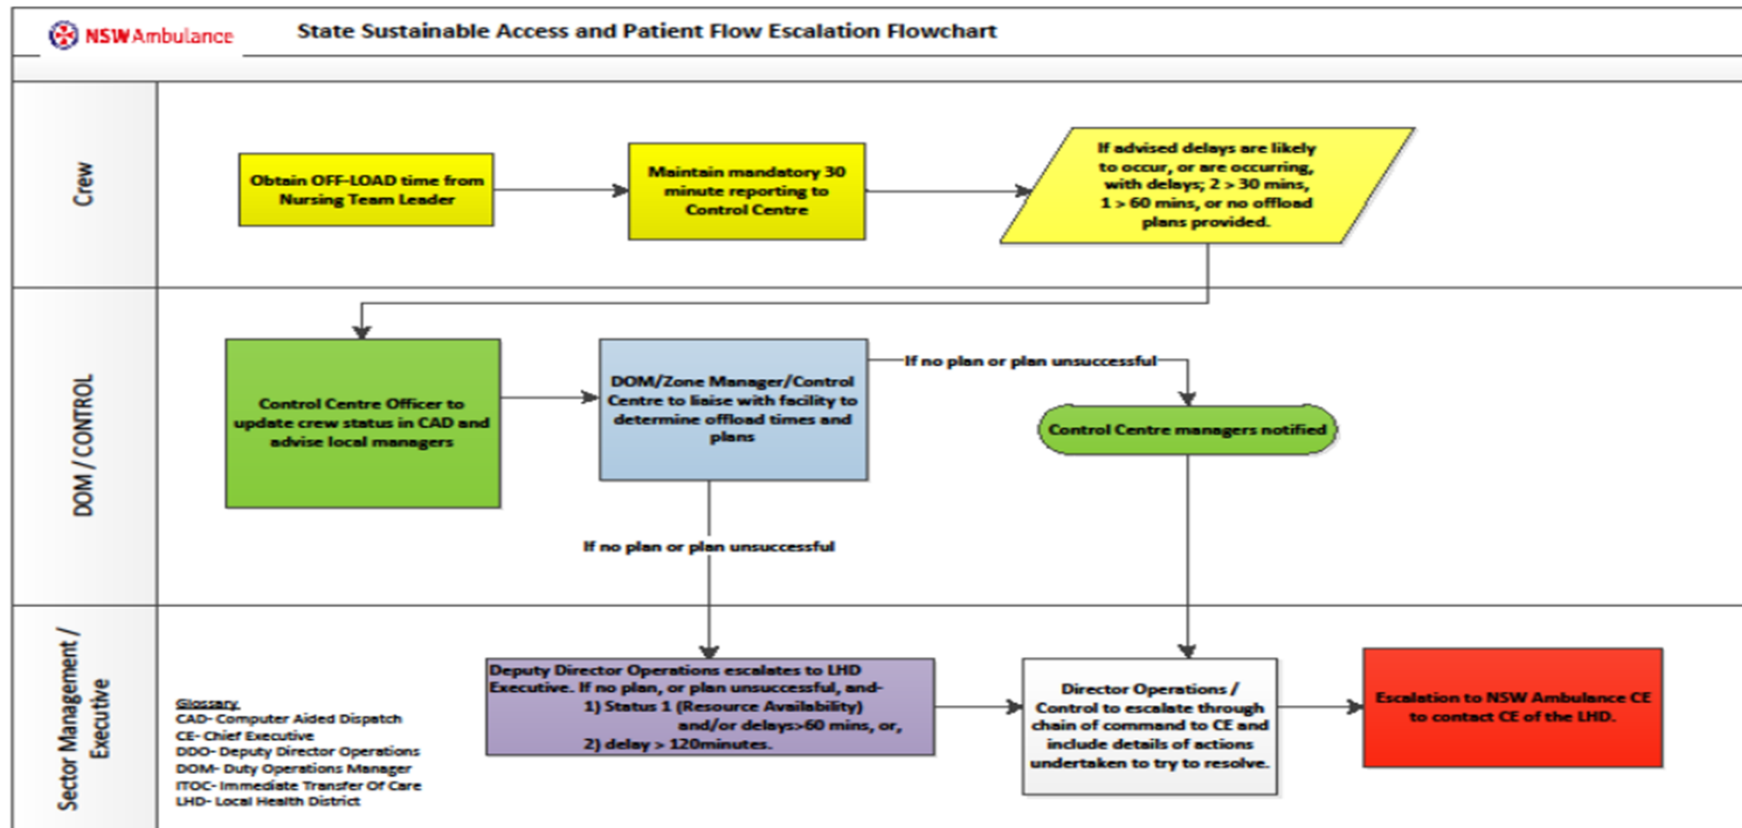 NSW Ambulance
State Sustainable Access and Patient Flow Escalation Flowchart
Crew
Obtain OFF-LOAD time from
Nursing Team Leader
Maintain mandatory 30
minute reporting to
Control Centre
If advised delays are likely
to occur, or are occurring,
with delays; 2 > 30 mins,
1 > 60 mins, or no offload
plans provided.
DOM / CONTROL
Control Centre Officer to
update crew status in CAD and
advise local managers
DOM/Zone Manager/Control
Centre to liaise with facility to
determine offload times and
plans
If no plan or plan unsuccessful
Control Centre managers notified
If no plan or plan unsuccessful
Sector Management /
Executive
Glossary
CAD- Computer Aided Dispatch
CE- Chief Executive
DDO- Deputy Director Operations
DOM- Duty Operations Manager
ITOC- Immediate Transfer Of Care
LHD- Local Health District
Deputy Director Operations escalates to LHD
Executive. If no plan, or plan unsuccessful, and-
1) Status 1 (Resource Availability)
and/or delays>60 mins, or,
2) delay > 120minutes.
Director Operations /
Control to escalate through
chain of command to CE and
include details of actions
undertaken to try to resolve.
Escalation to NSW Ambulance CE
to contact CE of the LHD.